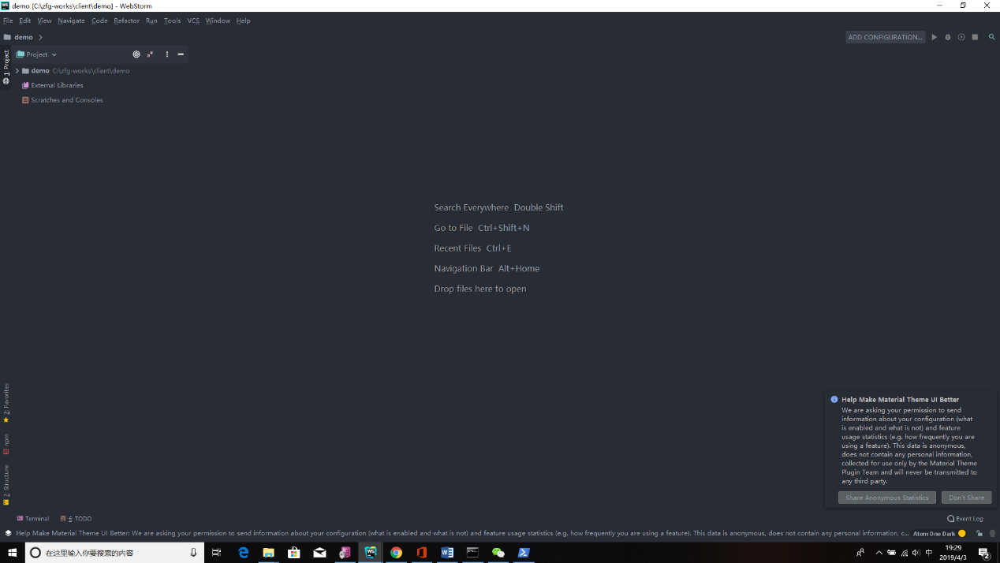 demo [C:\zfg-works\client\demo] - WebStorm
File Edit View Navigate Code Refactor Run Tools VCS Window Help
demo
ADD CONFIGURATION...
1: Project
Project
demo C:\zfg-works\client\demo
External Libraries
Scratches and Consoles
Search Everywhere Double Shift
Go to File Ctrl+Shift+N
Recent Files Ctrl+E
Navigation Bar Alt+Home
Drop files here to open
2: Favorites
npm
Z: Structure
Help Make Material Theme UI Better
We are asking your permission to send
information about your configuration (what
is enabled and what is not) and feature
usage statistics (e.g. how frequently you are
using a feature). This data is anonymous,
does not contain any personal information,
collected for use only by the Material Theme
Plugin Team and will never be transmitted to
any third party.
Share Anonymous Statistics Don't Share
Terminal 6: TODO Event Log
Help Make Material Theme UI Better: We are asking your permission to send information about your configuration (what is enabled and what is not) and feature usage statistics (e.g. how frequently you are using a feature). This data is anonymous, does not contain any personal information, c... Atom One Dark
在这里输入你要搜索的内容
中
19:29
2019/4/3
2